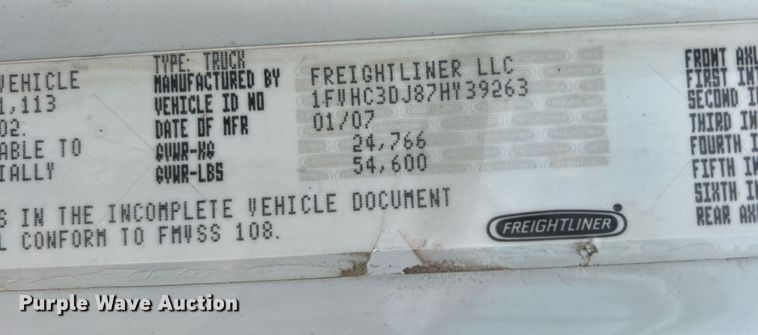 VEHICLE
1,113
02.
ABLE TO
IALLY
TYPE: TRUCK
MANUFACTURED BY FREIGHTLINER LLC
VEHICLE ID NO 1FVHC3DJ87HY39263
DATE OF MFR 01/07
GVWR-KG 24,766
GVWR-LBS 54,600
S IN THE INCOMPLETE VEHICLE DOCUMENT
L CONFORM TO FMVSS 108.
FREIGHTLINER
FRONT AXL
FIRST INT
SECOND I
THIRD IN
FOURTH I
FIFTH IN
SIXTH IN
REAR AX
Purple Wave Auction